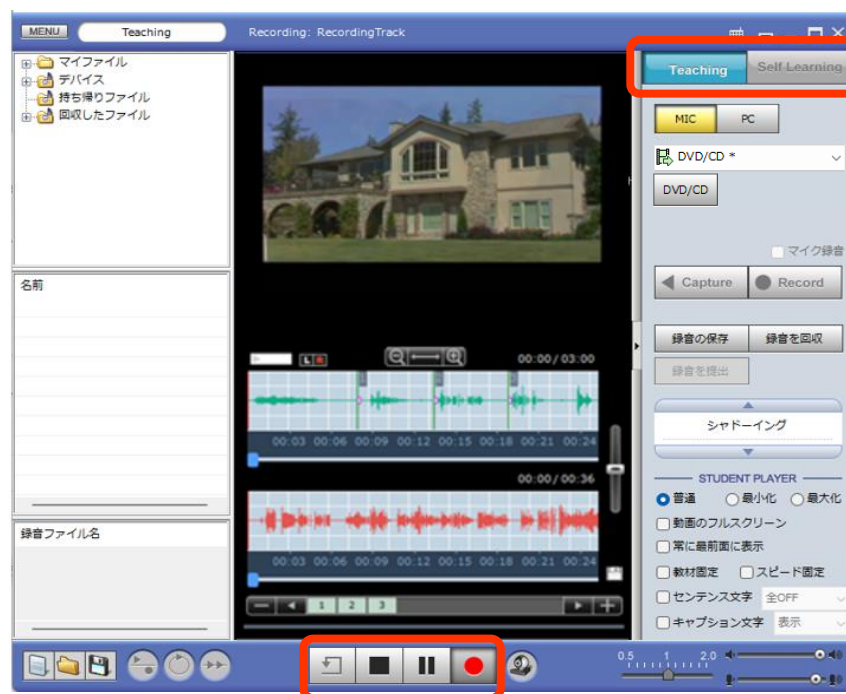 MENU Teaching Recording: RecordingTrack
マイファイル
デバイス
持ち帰りファイル
回収したファイル
名前
録音ファイル名
L
00:00 / 03:00
00:03 00:06 00:09 00:12 00:15 00:18 00:21 00:24
00:00 / 00:36
00:03 00:06 00:09 00:12 00:15 00:18 00:21 00:24
1 2 3
Teaching Self Learning
MIC PC
DVD/CD *
DVD/CD
マイク録音
Capture Record
録音の保存 録音を回収
録音を提出
シャドーイング
STUDENT PLAYER
普通 最小化 最大化
動画のフルスクリーン
常に最前面に表示
教材固定 スピード固定
センテンス文字 全OFF
キャプション文字 表示
0.5 1 2.0